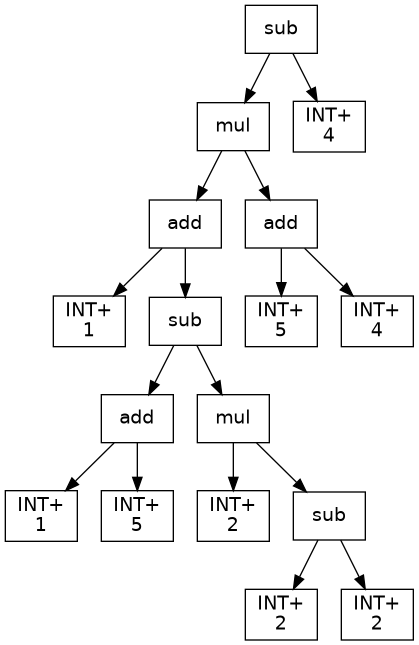 sub
mul
INT+
4
add
add
INT+
1
sub
INT+
5
INT+
4
add
mul
INT+
1
INT+
5
INT+
2
sub
INT+
2
INT+
2